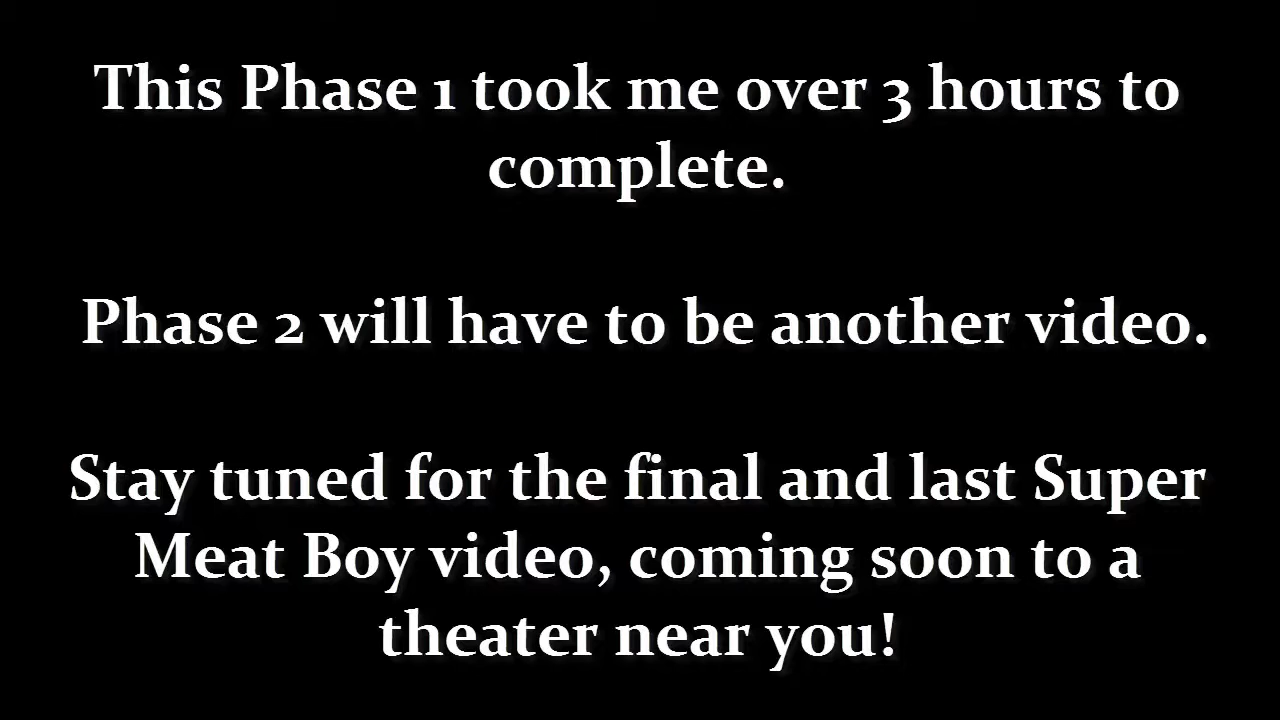 This Phase 1 took me over 3 hours to
complete.
Phase 2 will have to be another video.
Stay tuned for the final and last Super
Meat Boy video, coming soon to a
theater near you!